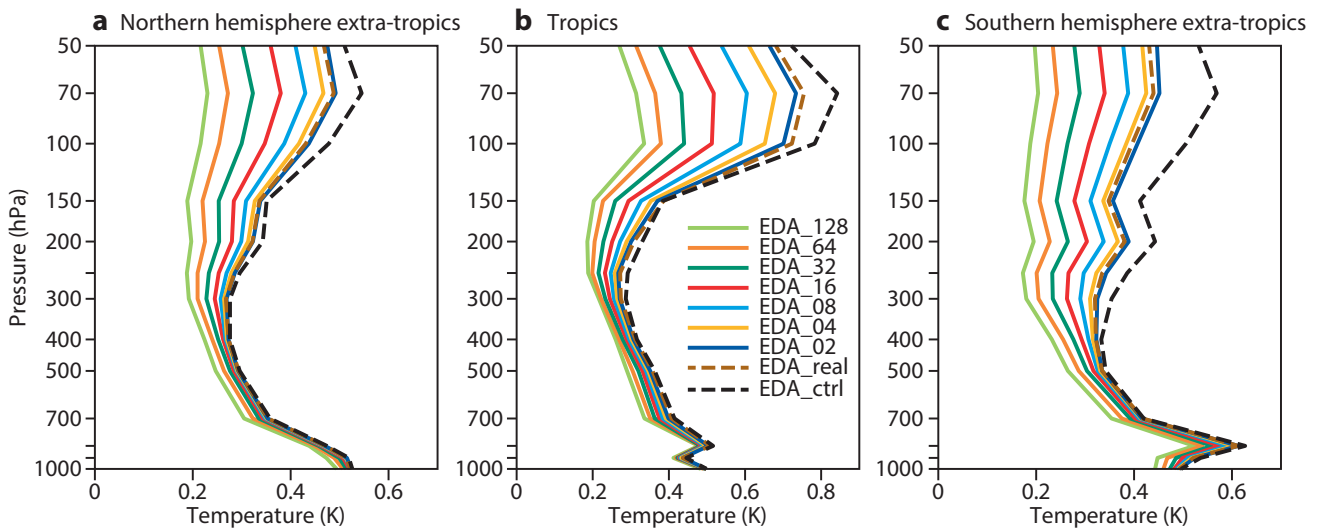 a Northern hemisphere extra-tropics
b Tropics
c Southern hemisphere extra-tropics
Pressure (hPa)
50
70
100
150
200
300
400
500
700
1000
0
0.2
0.4
0.6
Temperature (K)
50
70
100
150
200
300
400
500
700
1000
0
0.2
0.4
0.6
0.8
Temperature (K)
EDA_128
EDA_64
EDA_32
EDA_16
EDA_08
EDA_04
EDA_02
EDA_real
EDA_ctrl
50
70
100
150
200
300
400
500
700
1000
0
0.2
0.4
0.6
Temperature (K)